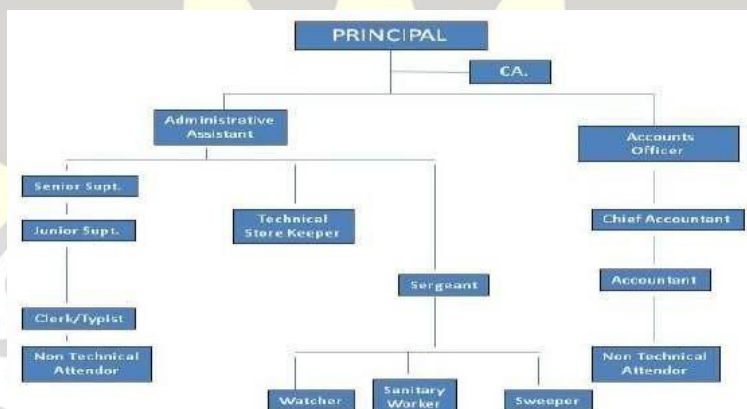 PRINCIPAL
CA.
Administrative
Assistant
Accounts
Officer
Senior Supt.
Technical
Store Keeper
Chief Accountant
Junior Supt.
Sergeant
Accountant
Clerk/Typist
Non Technical
Attendor
Non Technical
Attendor
Watcher
Sanitary
Worker
Sweeper